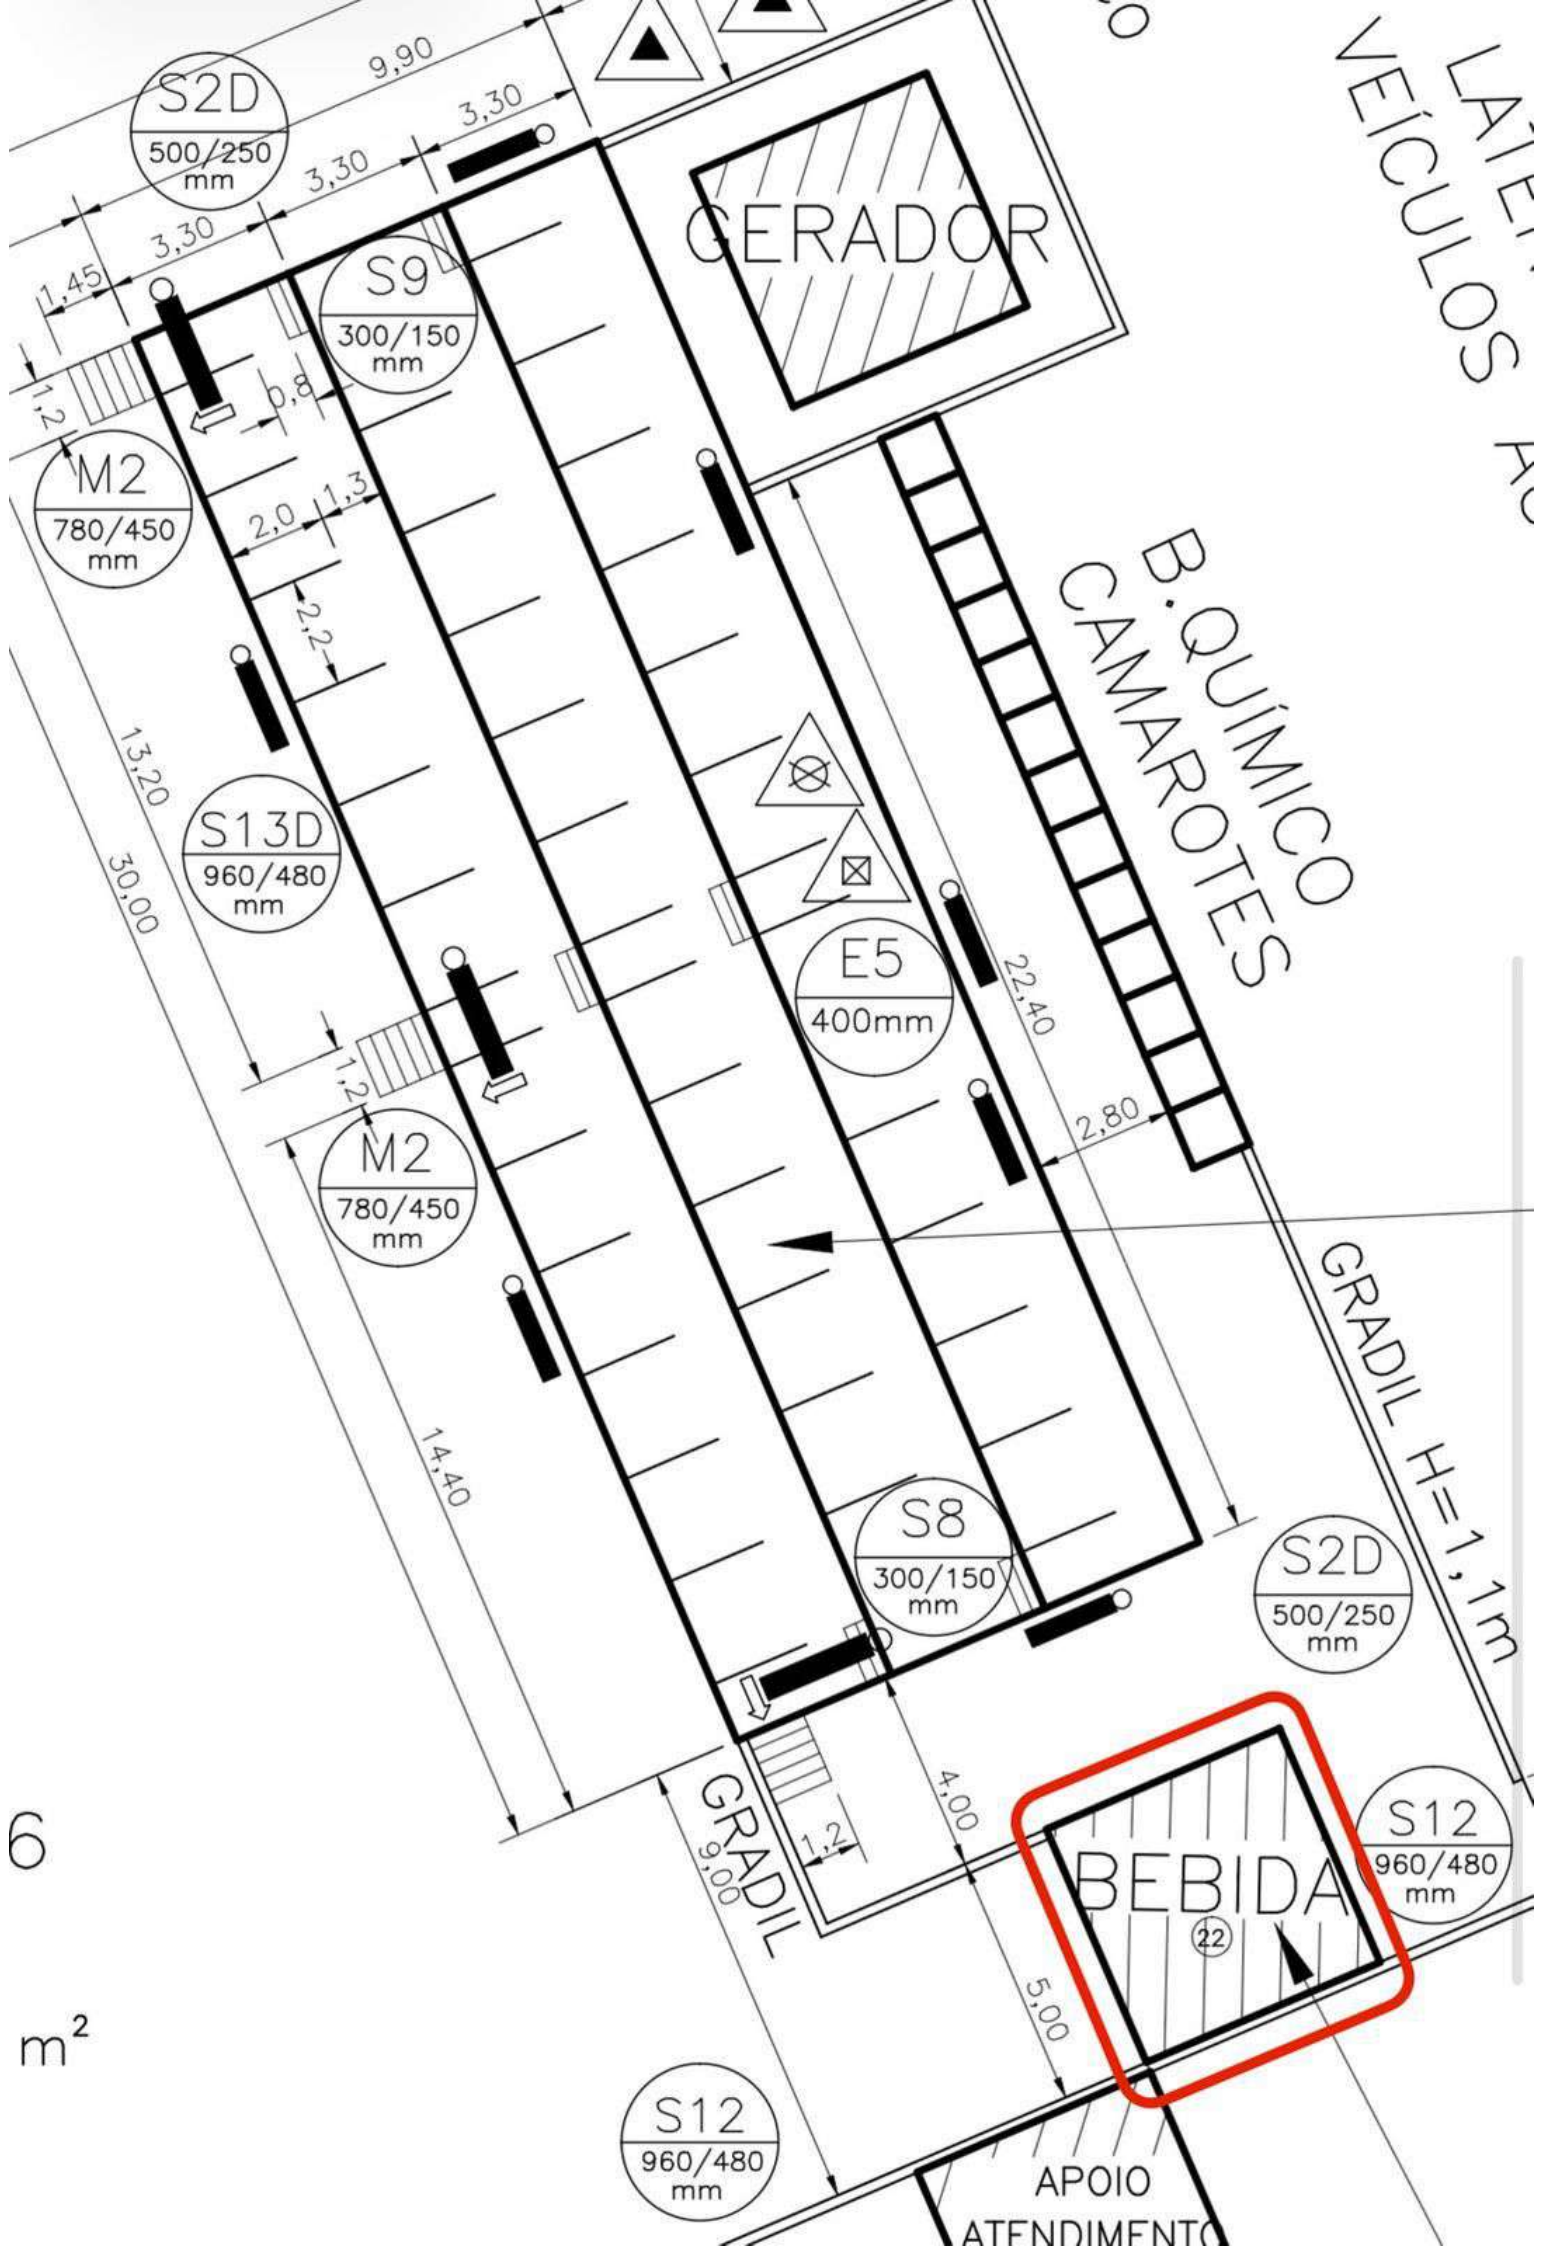 9,90
S2D
500/250
mm
3,30
3,30
3,30
1,45
S9
300/150
mm
GERADOR
VEÍCULOS
1,2
0,8
M2
780/450
mm
2,0
1,3
2,2
B.QUÍMICO
CAMAROTES
13,20
30,00
S13D
960/480
mm
E5
400mm
22,40
1,2
M2
780/450
mm
2,80
GRADIL H=1,1m
14,40
S8
300/150
mm
S2D
500/250
mm
GRADIL
4,00
1,2
9,00
6
BEBIDA
22
S12
960/480
mm
5,00
m²
S12
960/480
mm
APOIO
ATENDIMENTO